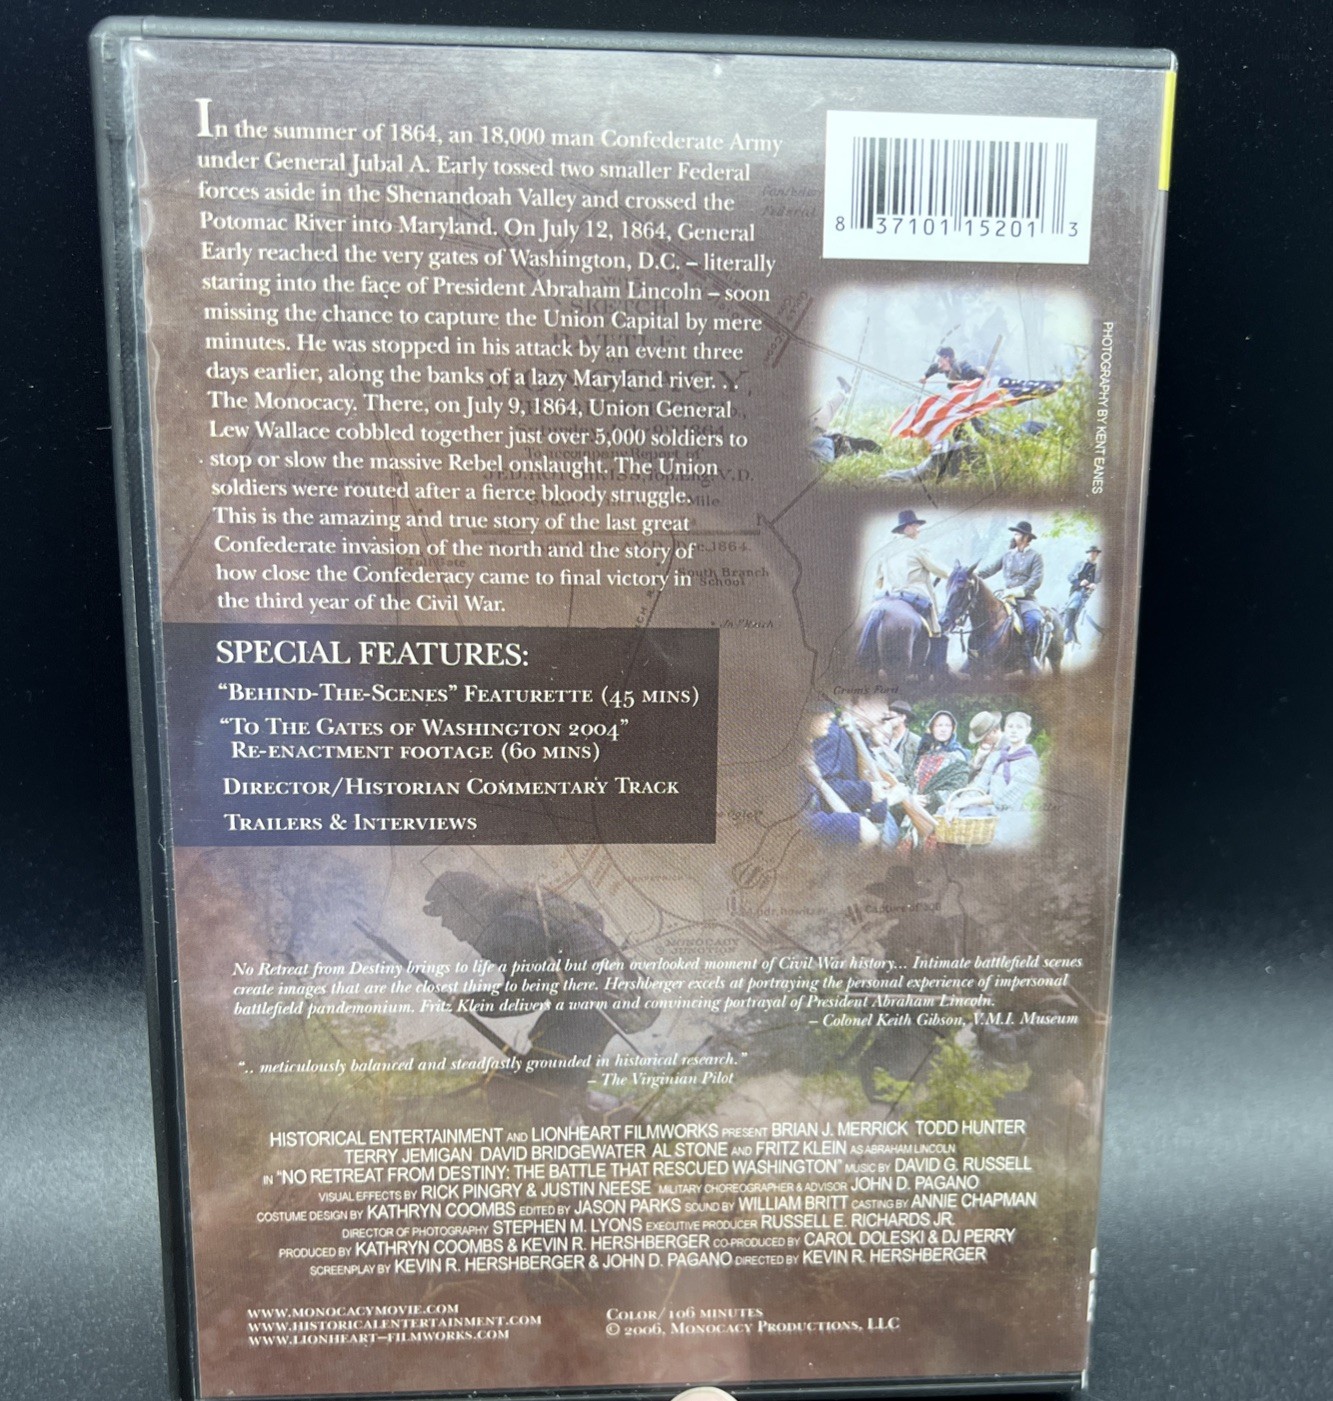 In the summer of 1864, an 18,000 man Confederate Army
under General Jubal A. Early tossed two smaller Federal
forces aside in the Shenandoah Valley and crossed the
Potomac River into Maryland. On July 12, 1864, General
Early reached the very gates of Washington, D.C. – literally
staring into the face of President Abraham Lincoln – soon
missing the chance to capture the Union Capital by mere
minutes. He was stopped in his attack by an event three
days earlier, along the banks of a lazy Maryland river. . .
The Monocacy. There, on July 9, 1864, Union General
Lew Wallace cobbled together just over 5,000 soldiers to
stop or slow the massive Rebel onslaught. The Union
soldiers were routed after a fierce bloody struggle.
This is the amazing and true story of the last great
Confederate invasion of the north and the story of
how close the Confederacy came to final victory in
the third year of the Civil War.
8 37101 15201 3
PHOTOGRAPHY BY KENT EANES
SPECIAL FEATURES:
“BEHIND-THE-SCENES” FEATURETTE (45 MINS)
“TO THE GATES OF WASHINGTON 2004”
RE-ENACTMENT FOOTAGE (60 MINS)
DIRECTOR/HISTORIAN COMMENTARY TRACK
TRAILERS & INTERVIEWS
South Branch
School
MONOCACY
JUNCTION
No Retreat from Destiny brings to life a pivotal but often overlooked moment of Civil War history... Intimate battlefield scenes
create images that are the closest thing to being there. Hershberger excels at portraying the personal experience of impersonal
battlefield pandemonium. Fritz Klein delivers a warm and convincing portrayal of President Abraham Lincoln.
– Colonel Keith Gibson, V.M.I. Museum
“.. meticulously balanced and steadfastly grounded in historical research.”
– The Virginian Pilot
HISTORICAL ENTERTAINMENT AND LIONHEART FILMWORKS PRESENT BRIAN J. MERRICK TODD HUNTER
TERRY JEMIGAN DAVID BRIDGEWATER AL STONE AND FRITZ KLEIN AS ABRAHAM LINCOLN
IN “NO RETREAT FROM DESTINY: THE BATTLE THAT RESCUED WASHINGTON” MUSIC BY DAVID G. RUSSELL
VISUAL EFFECTS BY RICK PINGRY & JUSTIN NEESE MILITARY CHOREOGRAPHER & ADVISOR JOHN D. PAGANO
COSTUME DESIGN BY KATHRYN COOMBS EDITED BY JASON PARKS SOUND BY WILLIAM BRITT CASTING BY ANNIE CHAPMAN
DIRECTOR OF PHOTOGRAPHY STEPHEN M. LYONS EXECUTIVE PRODUCER RUSSELL E. RICHARDS JR.
PRODUCED BY KATHRYN COOMBS & KEVIN R. HERSHBERGER CO-PRODUCED BY CAROL DOLESKI & DJ PERRY
SCREENPLAY BY KEVIN R. HERSHBERGER & JOHN D. PAGANO DIRECTED BY KEVIN R. HERSHBERGER
WWW.MONOCACYMOVIE.COM
WWW.HISTORICALENTERTAINMENT.COM
WWW.LIONHEART-FILMWORKS.COM
COLOR/106 MINUTES
© 2006, MONOCACY PRODUCTIONS, LLC